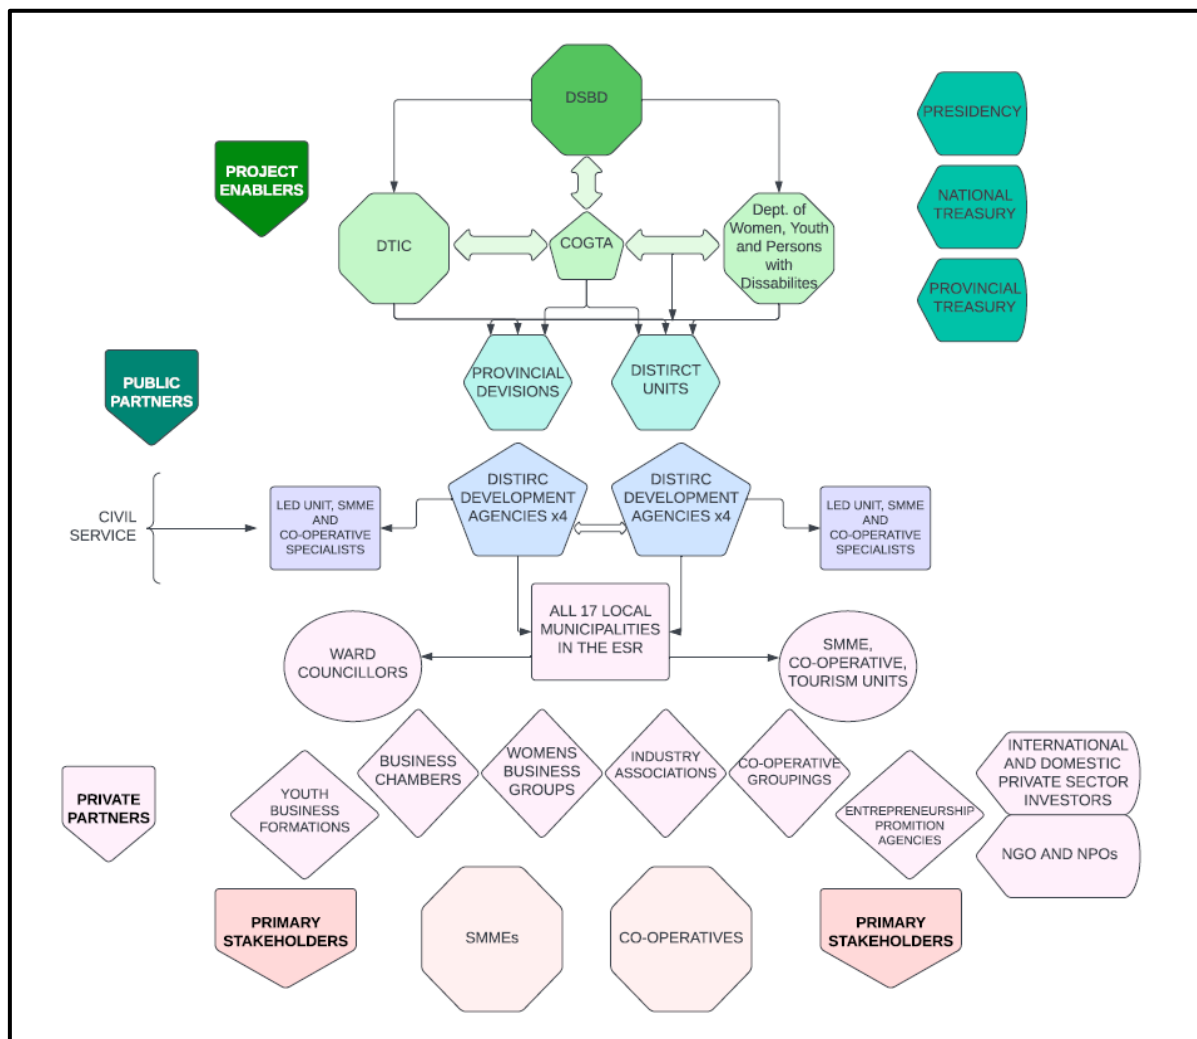 DSBD
PRESIDENCY
PROJECT
ENABLERS
NATIONAL
TREASURY
DTIC
COGTA
Dept. of
Women, Youth
and Persons
with
Dissabilites
PROVINCIAL
TREASURY
PROVINCIAL
DEVISIONS
DISTIRCT
UNITS
PUBLIC
PARTNERS
DISTIRC
DEVELOPMENT
AGENCIES x4
DISTIRC
DEVELOPMENT
AGENCIES x4
CIVIL
SERVICE
LED UNIT, SMME
AND
CO-OPERATIVE
SPECIALISTS
LED UNIT, SMME
AND
CO-OPERATIVE
SPECIALISTS
ALL 17 LOCAL
MUNICIPALITIES
IN THE ESR
WARD
COUNCILLORS
SMME,
CO-OPERATIVE,
TOURISM UNITS
PRIVATE
PARTNERS
YOUTH
BUSINESS
FORMATIONS
BUSINESS
CHAMBERS
WOMENS
BUSINESS
GROUPS
INDUSTRY
ASSOCIATIONS
CO-OPERATIVE
GROUPINGS
ENTREPRENEURSHIP
PROMITION
AGENCIES
INTERNATIONAL
AND DOMESTIC
PRIVATE SECTOR
INVESTORS
NGO AND NPOs
PRIMARY
STAKEHOLDERS
SMMEs
CO-OPERATIVES
PRIMARY
STAKEHOLDERS